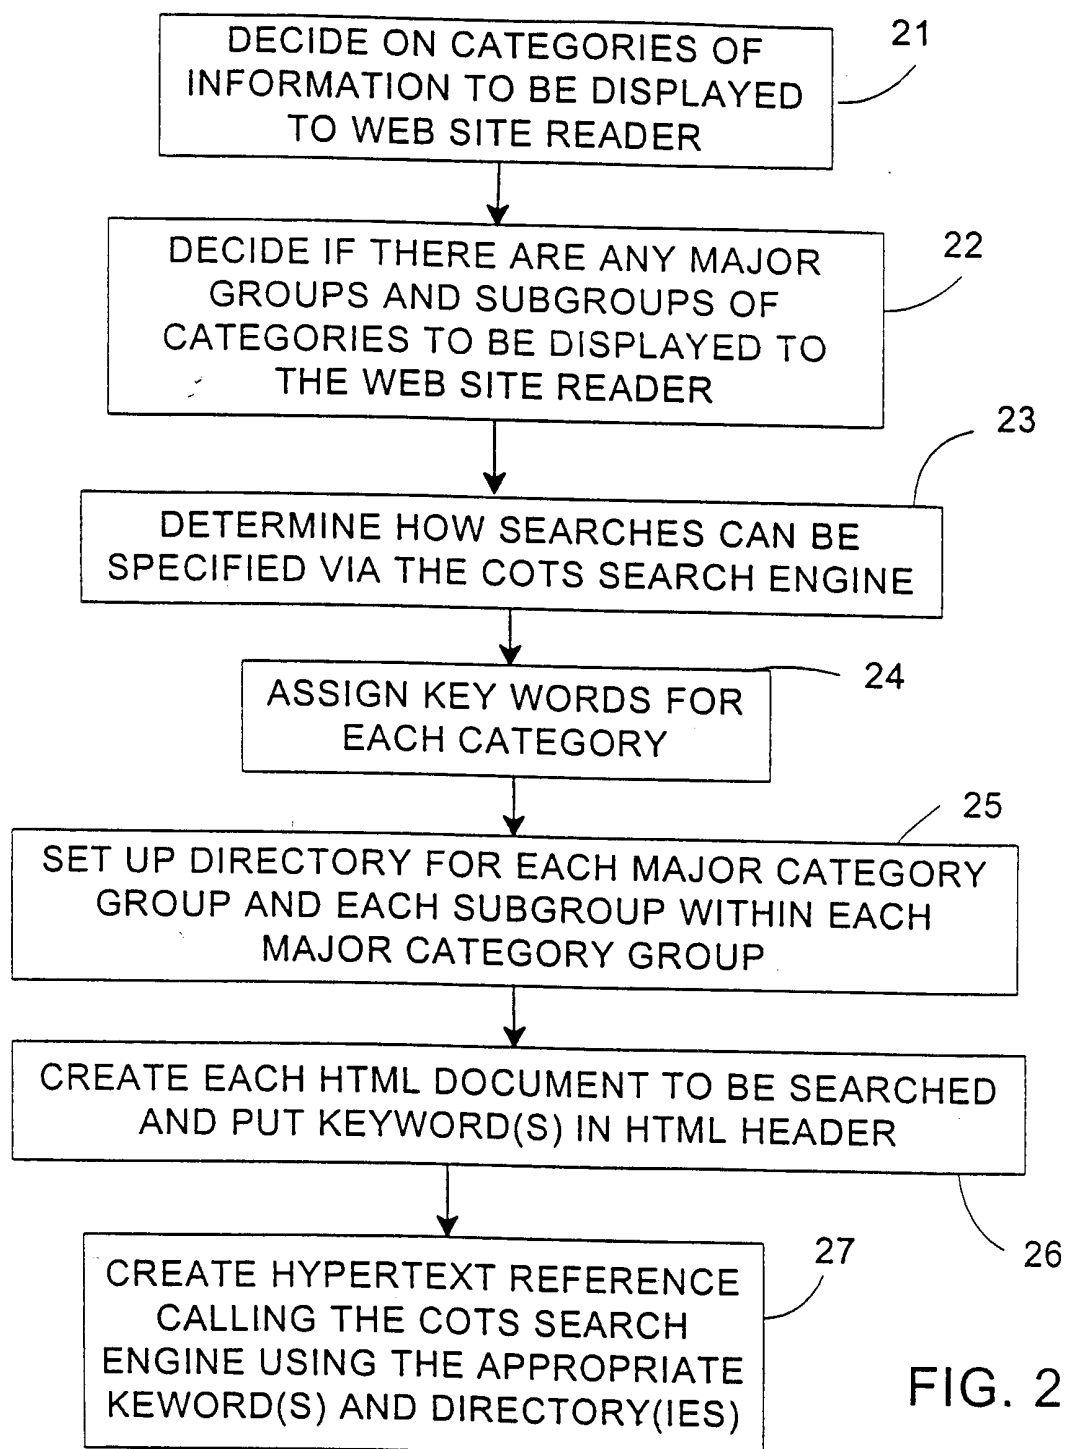 DECIDE ON CATEGORIES OF
INFORMATION TO BE DISPLAYED
TO WEB SITE READER
21
DECIDE IF THERE ARE ANY MAJOR
GROUPS AND SUBGROUPS OF
CATEGORIES TO BE DISPLAYED TO
THE WEB SITE READER
22
DETERMINE HOW SEARCHES CAN BE
SPECIFIED VIA THE COTS SEARCH ENGINE
23
ASSIGN KEY WORDS FOR
EACH CATEGORY
24
SET UP DIRECTORY FOR EACH MAJOR CATEGORY
GROUP AND EACH SUBGROUP WITHIN EACH
MAJOR CATEGORY GROUP
25
CREATE EACH HTML DOCUMENT TO BE SEARCHED
AND PUT KEYWORD(S) IN HTML HEADER
26
CREATE HYPERTEXT REFERENCE
CALLING THE COTS SEARCH
ENGINE USING THE APPROPRIATE
KEWORD(S) AND DIRECTORY(IES)
27
FIG. 2